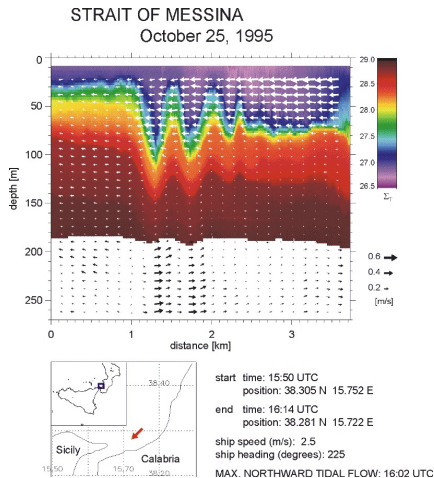 STRAIT OF MESSINA
October 25, 1995
0
50
100
150
200
250
depth [m]
0 1 2 3
distance [km]
29.0
28.5
28.0
27.5
27.0
26.5
ΣT
0.6
0.4
0.2
[m/s]
38.40
Sicily
Calabria
15.50 15.70 38.20
start time: 15:50 UTC
position: 38.305 N 15.752 E
end time: 16:14 UTC
position: 38.281 N 15.722 E
ship speed (m/s): 2.5
ship heading (degrees): 225
MAX. NORTHWARD TIDAL FLOW: 16:02 UTC